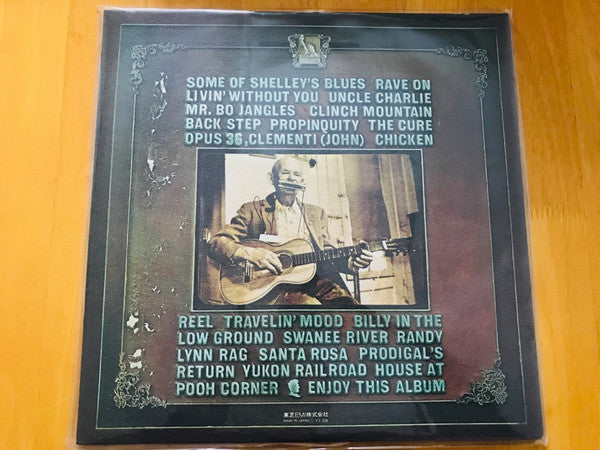 SOME OF SHELLEY'S BLUES RAVE ON
LIVIN' WITHOUT YOU UNCLE CHARLIE
MR. BO JANGLES CLINCH MOUNTAIN
BACK STEP PROPINQUITY THE CURE
OPUS 36, CLEMENTI (JOHN) CHICKEN
REEL TRAVELIN' MOOD BILLY IN THE
LOW GROUND SWANEE RIVER RANDY
LYNN RAG SANTA ROSA PRODIGAL'S
RETURN YUKON RAILROAD HOUSE AT
POOH CORNER ENJOY THIS ALBUM
東芝EMI株式会社
MADE IN JAPAN